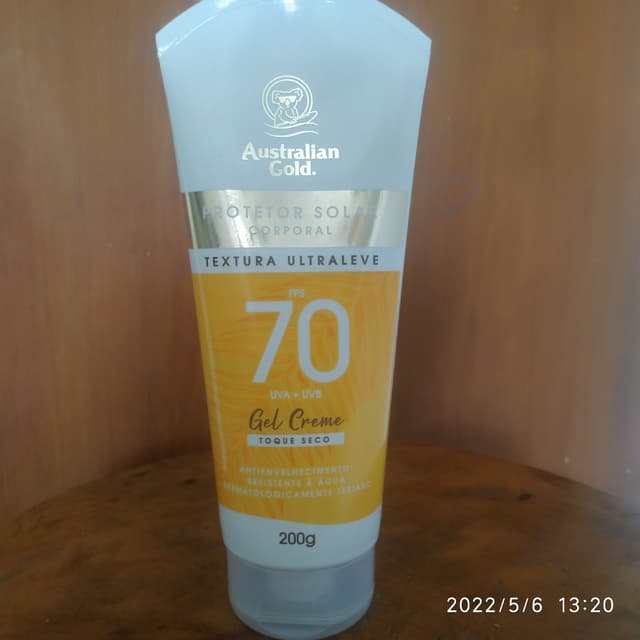 Australian
Gold.
PROTETOR SOLAR
CORPORAL
TEXTURA ULTRALEVE
FPS
70
UVA + UVB
Gel Creme
TOQUE SECO
ANTIENVELHECIMENTO
RESISTENTE À ÁGUA
DERMATOLOGICAMENTE TESTADO
200g
2022/5/6 13:20